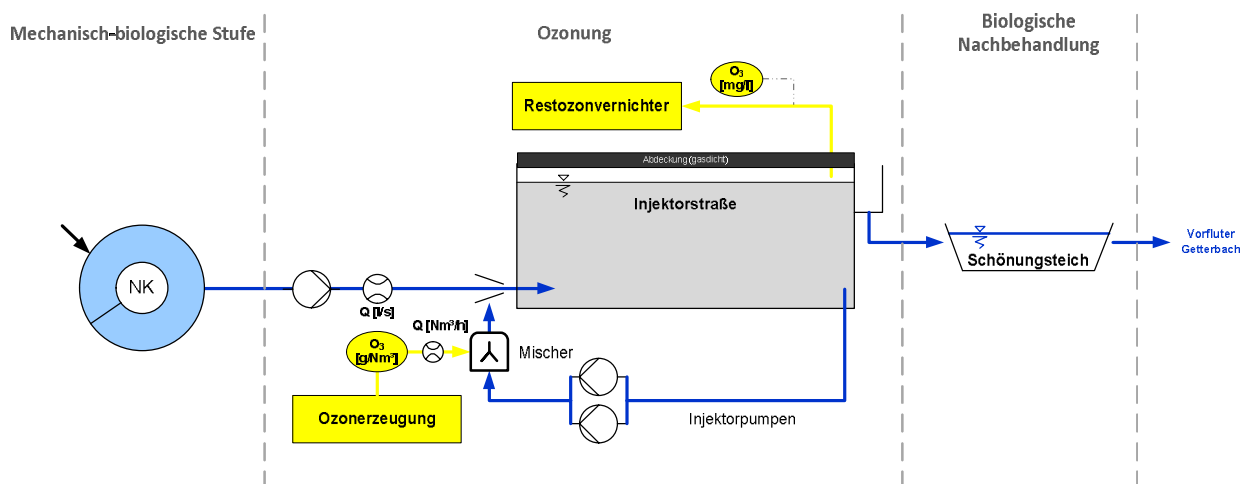 Mechanisch-biologische Stufe
Ozonung
Biologische
Nachbehandlung
O₃
[mg/l]
Restozonvernichter
Abdeckung (gasdicht)
Injektorstraße
NK
Q [l/s]
Q [Nm³/h]
O₃
[g/Nm³]
Mischer
Ozonerzeugung
Injektorpumpen
Schönungsteich
Vorfluter
Getterbach